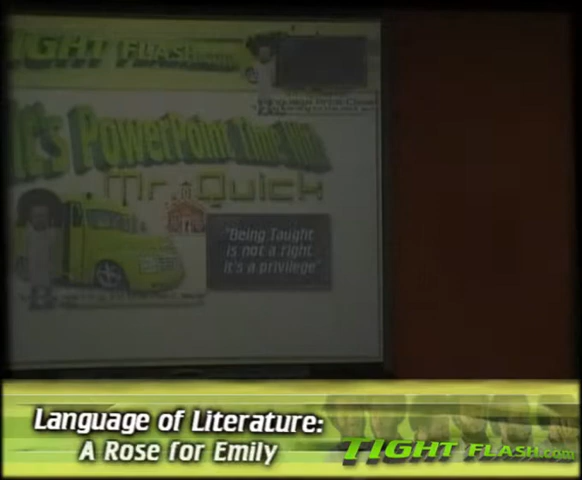 TIGHT FLASH.com
It's PowerPoint Time With
Mr. Quick
"Being Taught
is not a right
it's a privilege"
Language of Literature:
A Rose for Emily
TIGHT FLASH.com